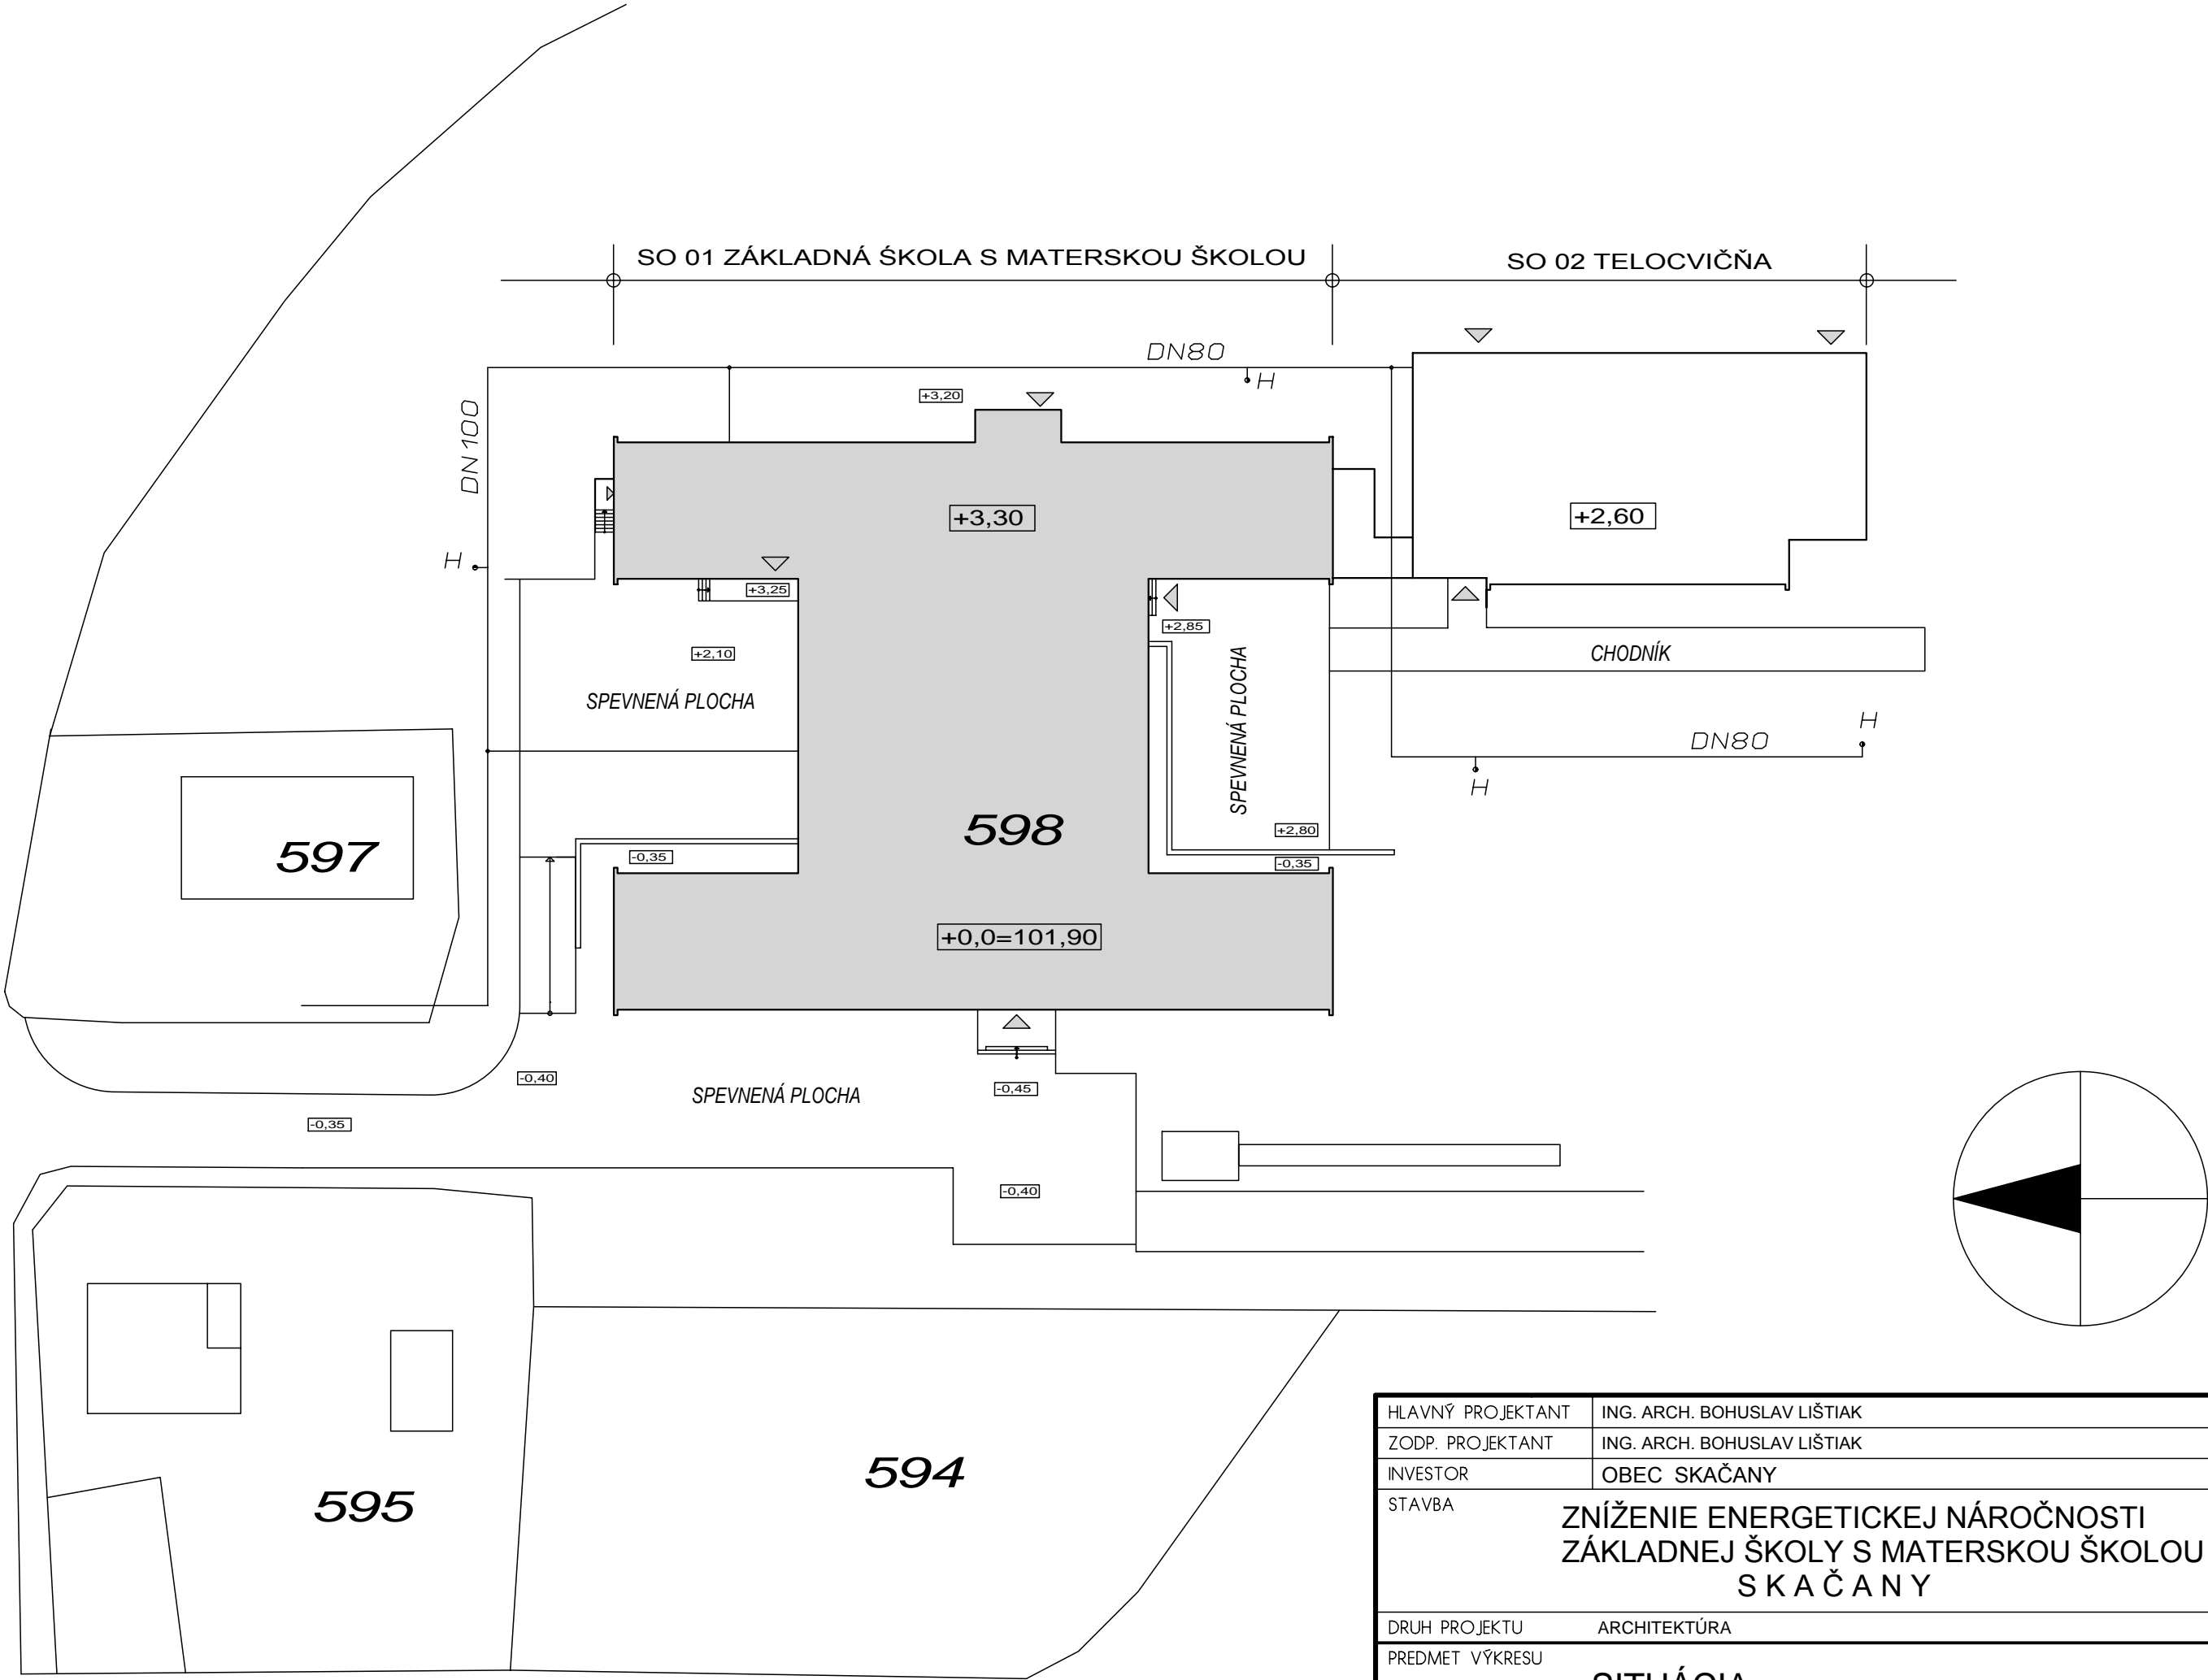 SO 01 ZÁKLADNÁ ŚKOLA S MATERSKOU ŠKOLOU
SO 02 TELOCVIČŇA
DN80
H
+3,20
DN100
+3,30
+2,60
H
+3,25
+2,85
+2,10
CHODNÍK
SPEVNENÁ PLOCHA
SPEVNENÁ PLOCHA
H
DN80
H
598
+2,80
597
-0,35
-0,35
+0,0=101,90
-0,40
-0,45
SPEVNENÁ PLOCHA
-0,35
-0,40
594
595
HLAVNÝ PROJEKTANT ING. ARCH. BOHUSLAV LIŠTIAK
ZODP. PROJEKTANT ING. ARCH. BOHUSLAV LIŠTIAK
INVESTOR OBEC SKAČANY
STAVBA ZNÍŽENIE ENERGETICKEJ NÁROČNOSTI
ZÁKLADNEJ ŠKOLY S MATERSKOU ŠKOLOU
S K A Č A N Y
DRUH PROJEKTU ARCHITEKTÚRA
PREDMET VÝKRESU
SITUÁCIA